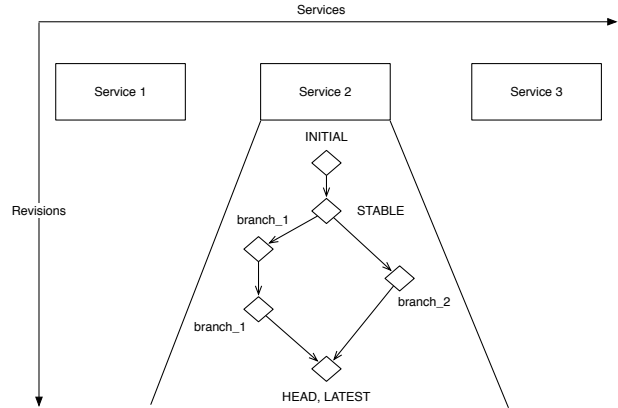 Services
Service 1
Service 2
Service 3
INITIAL
STABLE
Revisions
branch_1
branch_2
branch_1
HEAD, LATEST